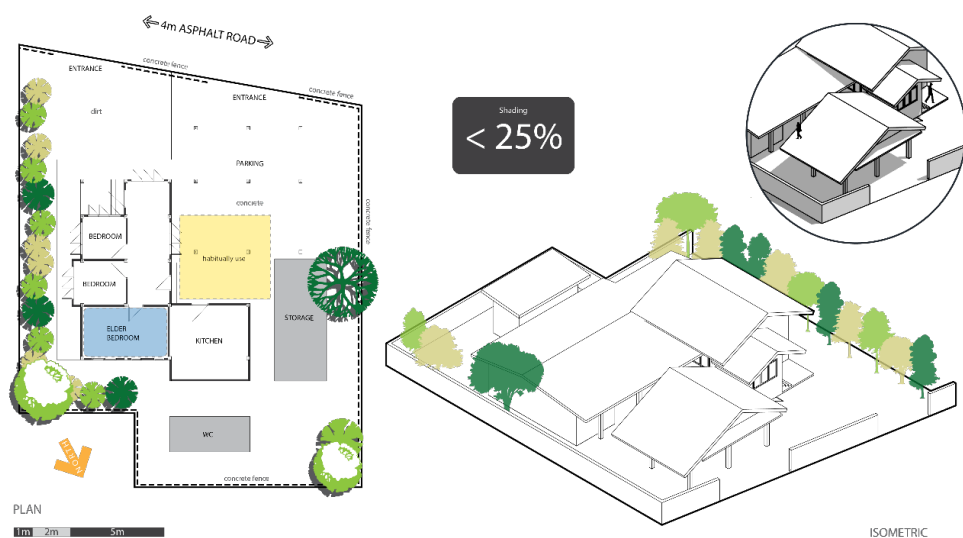 4m ASPHALT ROAD
concrete fence
ENTRANCE
concrete fence
ENTRANCE
dirt
PARKING
concrete
concrete fence
BEDROOM
habitually use
BEDROOM
ELDER
BEDROOM
KITCHEN
STORAGE
WC
NORTH
concrete fence
PLAN
1m 2m 5m
Shading
< 25%
ISOMETRIC